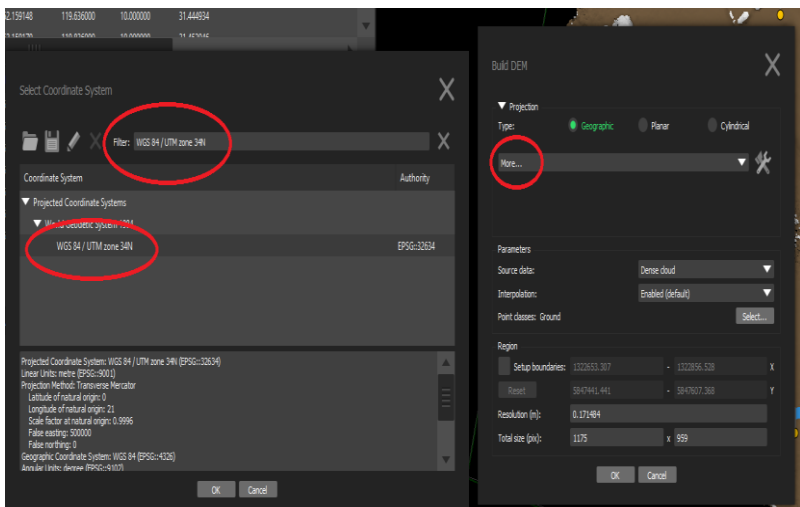 52.159148 119.636000 10.000000 31.444934
Select Coordinate System
Filter: WGS 84 / UTM zone 34N
Coordinate System Authority
Projected Coordinate Systems
World Geodetic System 1984
WGS 84 / UTM zone 34N EPSG::32634
Projected Coordinate System: WGS 84 / UTM zone 34N (EPSG::32634)
Linear Units: metre (EPSG::9001)
Projection Method: Transverse Mercator
Latitude of natural origin: 0
Longitude of natural origin: 21
Scale factor at natural origin: 0.9996
False easting: 500000
False northing: 0
Geographic Coordinate System: WGS 84 (EPSG::4326)
Angular Units: degree (EPSG::9102)
OK Cancel
Build DEM
Projection
Type: Geographic Planar Cylindrical
More...
Parameters
Source data: Dense cloud
Interpolation: Enabled (default)
Point classes: Ground Select...
Region
Setup boundaries: 1322653.307 - 1322856.528 X
Reset 5847441.441 - 5847607.368 Y
Resolution (m): 0.171484
Total size (pix): 1175 x 959
OK Cancel